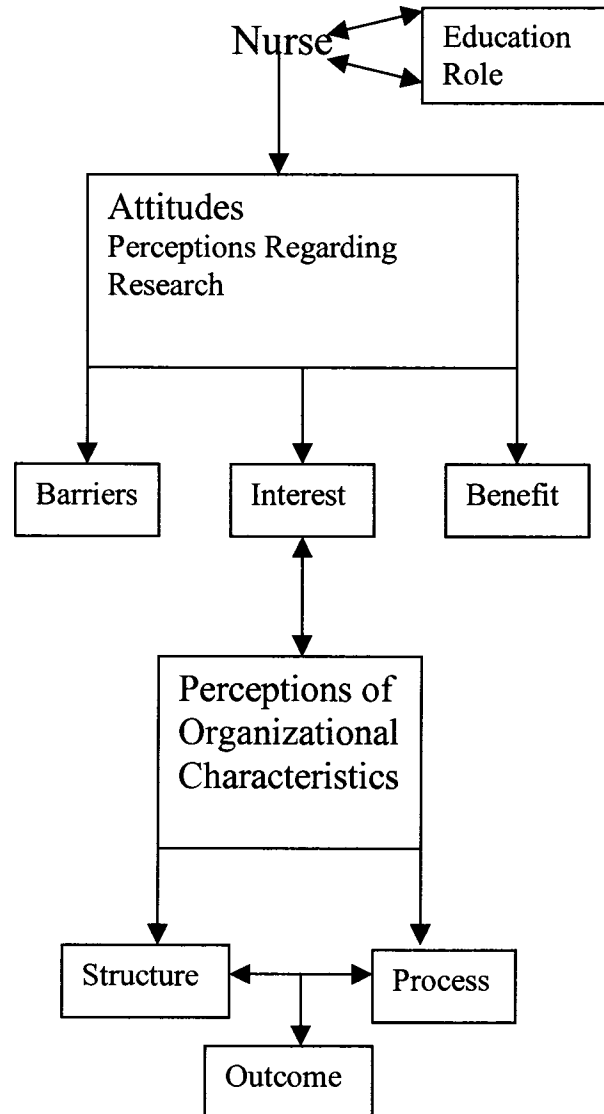 Nurse
Education
Role
Attitudes
Perceptions Regarding
Research
Barriers
Interest
Benefit
Perceptions of
Organizational
Characteristics
Structure
Process
Outcome